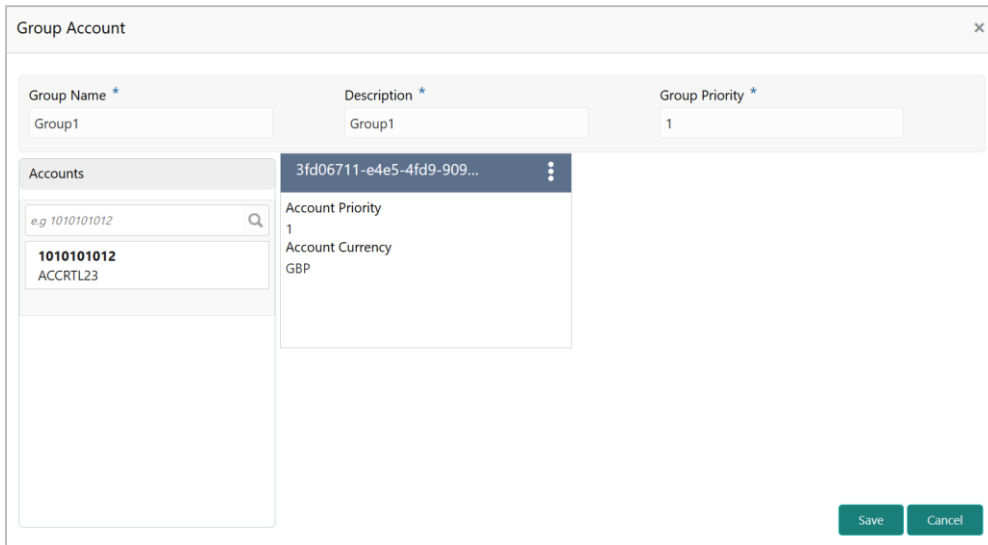 Group Account
×
Group Name *
Description *
Group Priority *
Group1
Group1
1
Accounts
e.g 1010101012
1010101012
ACCRTL23
3fd06711-e4e5-4fd9-909...
Account Priority
1
Account Currency
GBP
Save
Cancel